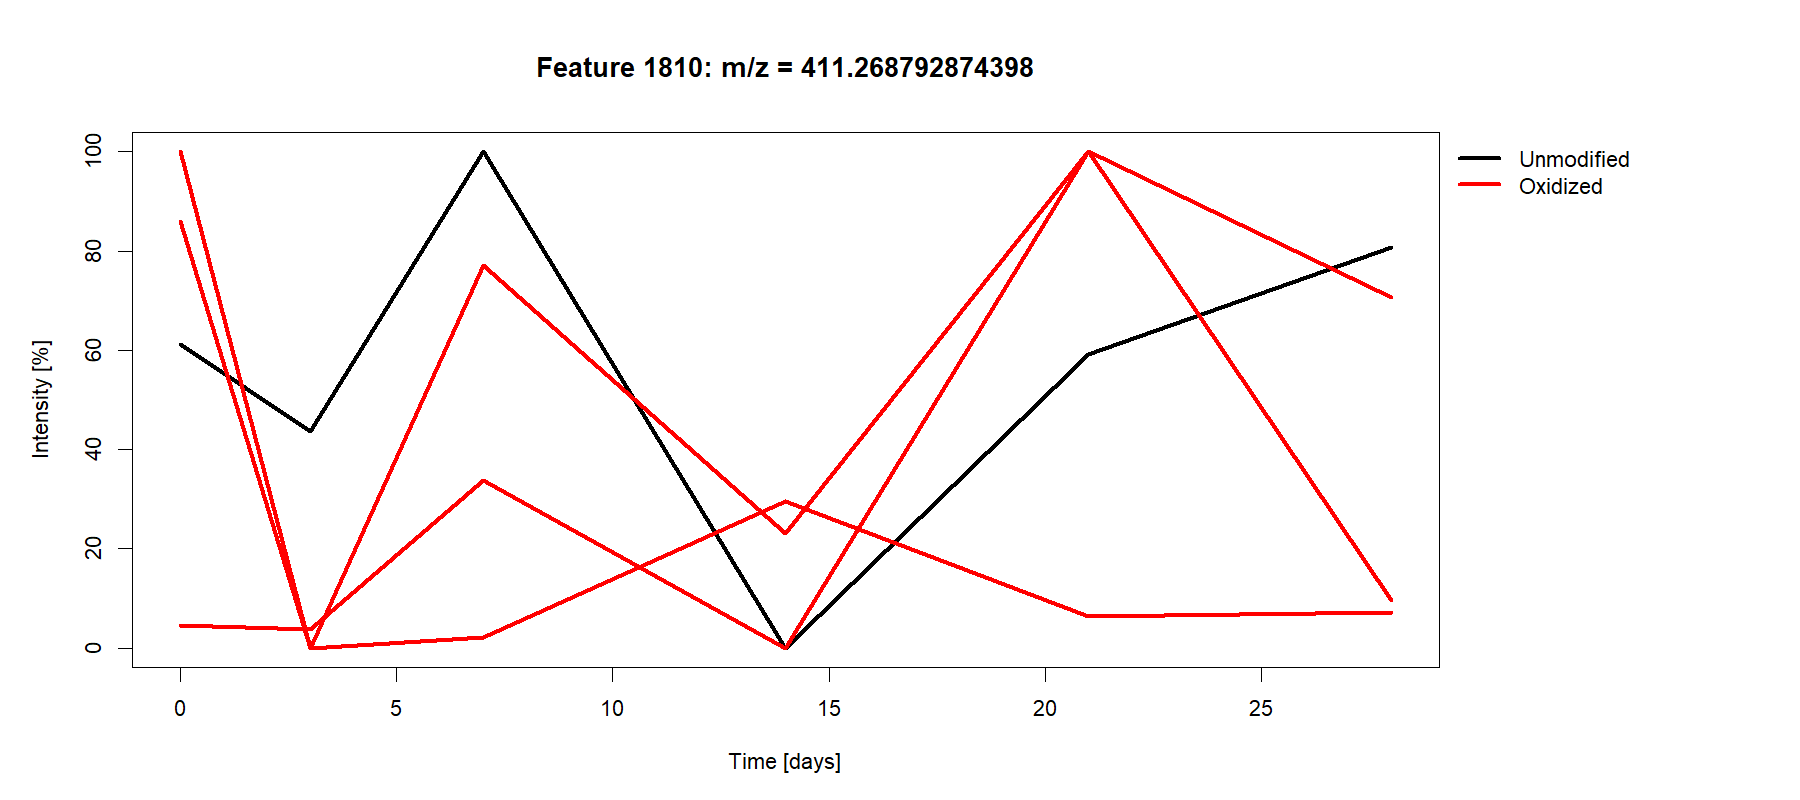 Feature 1810: m/z = 411.268792874398
100
80
60
40
20
0
Intensity [%]
0 5 10 15 20 25
Time [days]
Unmodified
Oxidized